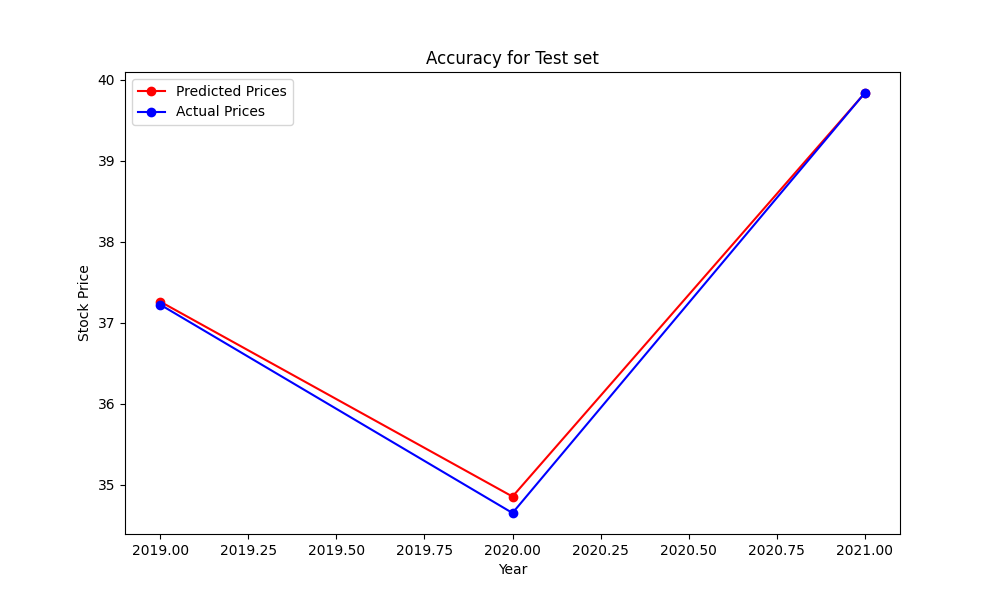 Accuracy for Test set
Predicted Prices
Actual Prices
40
39
38
37
36
35
Stock Price
2019.00 2019.25 2019.50 2019.75 2020.00 2020.25 2020.50 2020.75 2021.00
Year